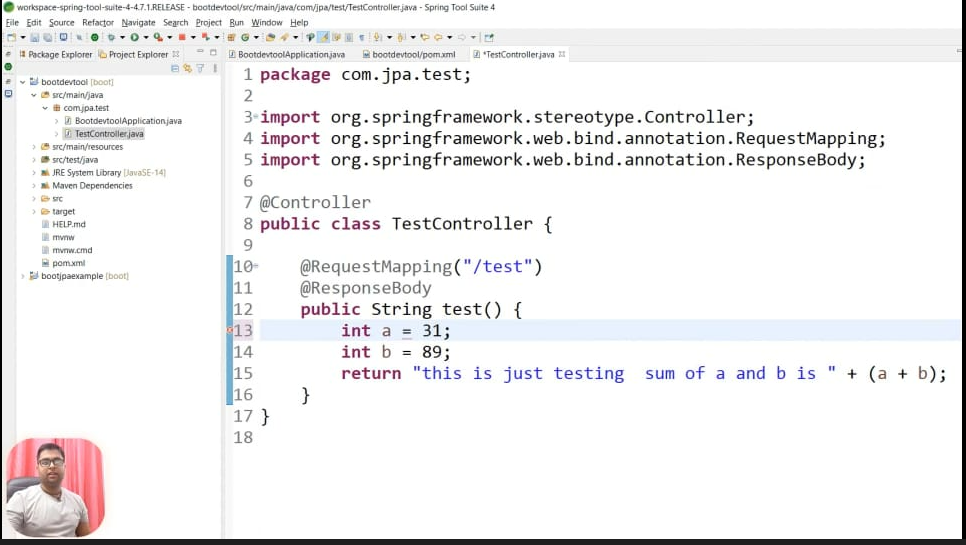 workspace-spring-tool-suite-4-4.7.1.RELEASE - bootdevtool/src/main/java/com/jpa/test/TestController.java - Spring Tool Suite 4
File Edit Source Refactor Navigate Search Project Run Window Help
Package Explorer Project Explorer BootdevtoolApplication.java bootdevtool/pom.xml *TestController.java
bootdevtool [boot]
src/main/java
com.jpa.test
BootdevtoolApplication.java
TestController.java
src/main/resources
src/test/java
JRE System Library [JavaSE-14]
Maven Dependencies
src
target
HELP.md
mvnw
mvnw.cmd
pom.xml
bootjpaexample [boot]
1 package com.jpa.test;
2
3 import org.springframework.stereotype.Controller;
4 import org.springframework.web.bind.annotation.RequestMapping;
5 import org.springframework.web.bind.annotation.ResponseBody;
6
7 @Controller
8 public class TestController {
9
10 @RequestMapping("/test")
11 @ResponseBody
12 public String test() {
13 int a = 31;
14 int b = 89;
15 return "this is just testing  sum of a and b is " + (a + b);
16 }
17 }
18